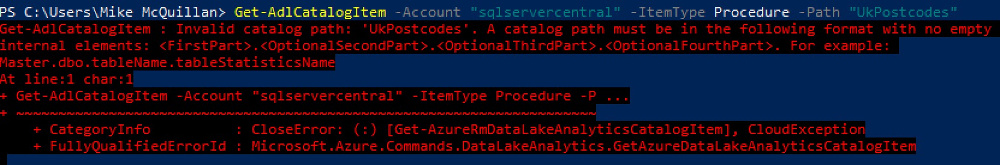 PS C:\Users\Mike McQuillan> Get-AdlCatalogItem -Account "sqlservercentral" -ItemType Procedure -Path "UkPostcodes"
Get-AdlCatalogItem : Invalid catalog path: 'UkPostcodes'. A catalog path must be in the following format with no empty
internal elements: <FirstPart>.<OptionalSecondPart>.<OptionalThirdPart>.<OptionalFourthPart>. For example:
Master.dbo.tableName.tableStatisticsName
At line:1 char:1
+ Get-AdlCatalogItem -Account "sqlservercentral" -ItemType Procedure -P ...
+ ~~~~~~~~~~~~~~~~~~~~~~~~~~~~~~~~~~~~~~~~~~~~~~~~~~~~~~~~~~~~~~~~~~~~~
    + CategoryInfo          : CloseError: (:) [Get-AzureRmDataLakeAnalyticsCatalogItem], CloudException
    + FullyQualifiedErrorId : Microsoft.Azure.Commands.DataLakeAnalytics.GetAzureDataLakeAnalyticsCatalogItem